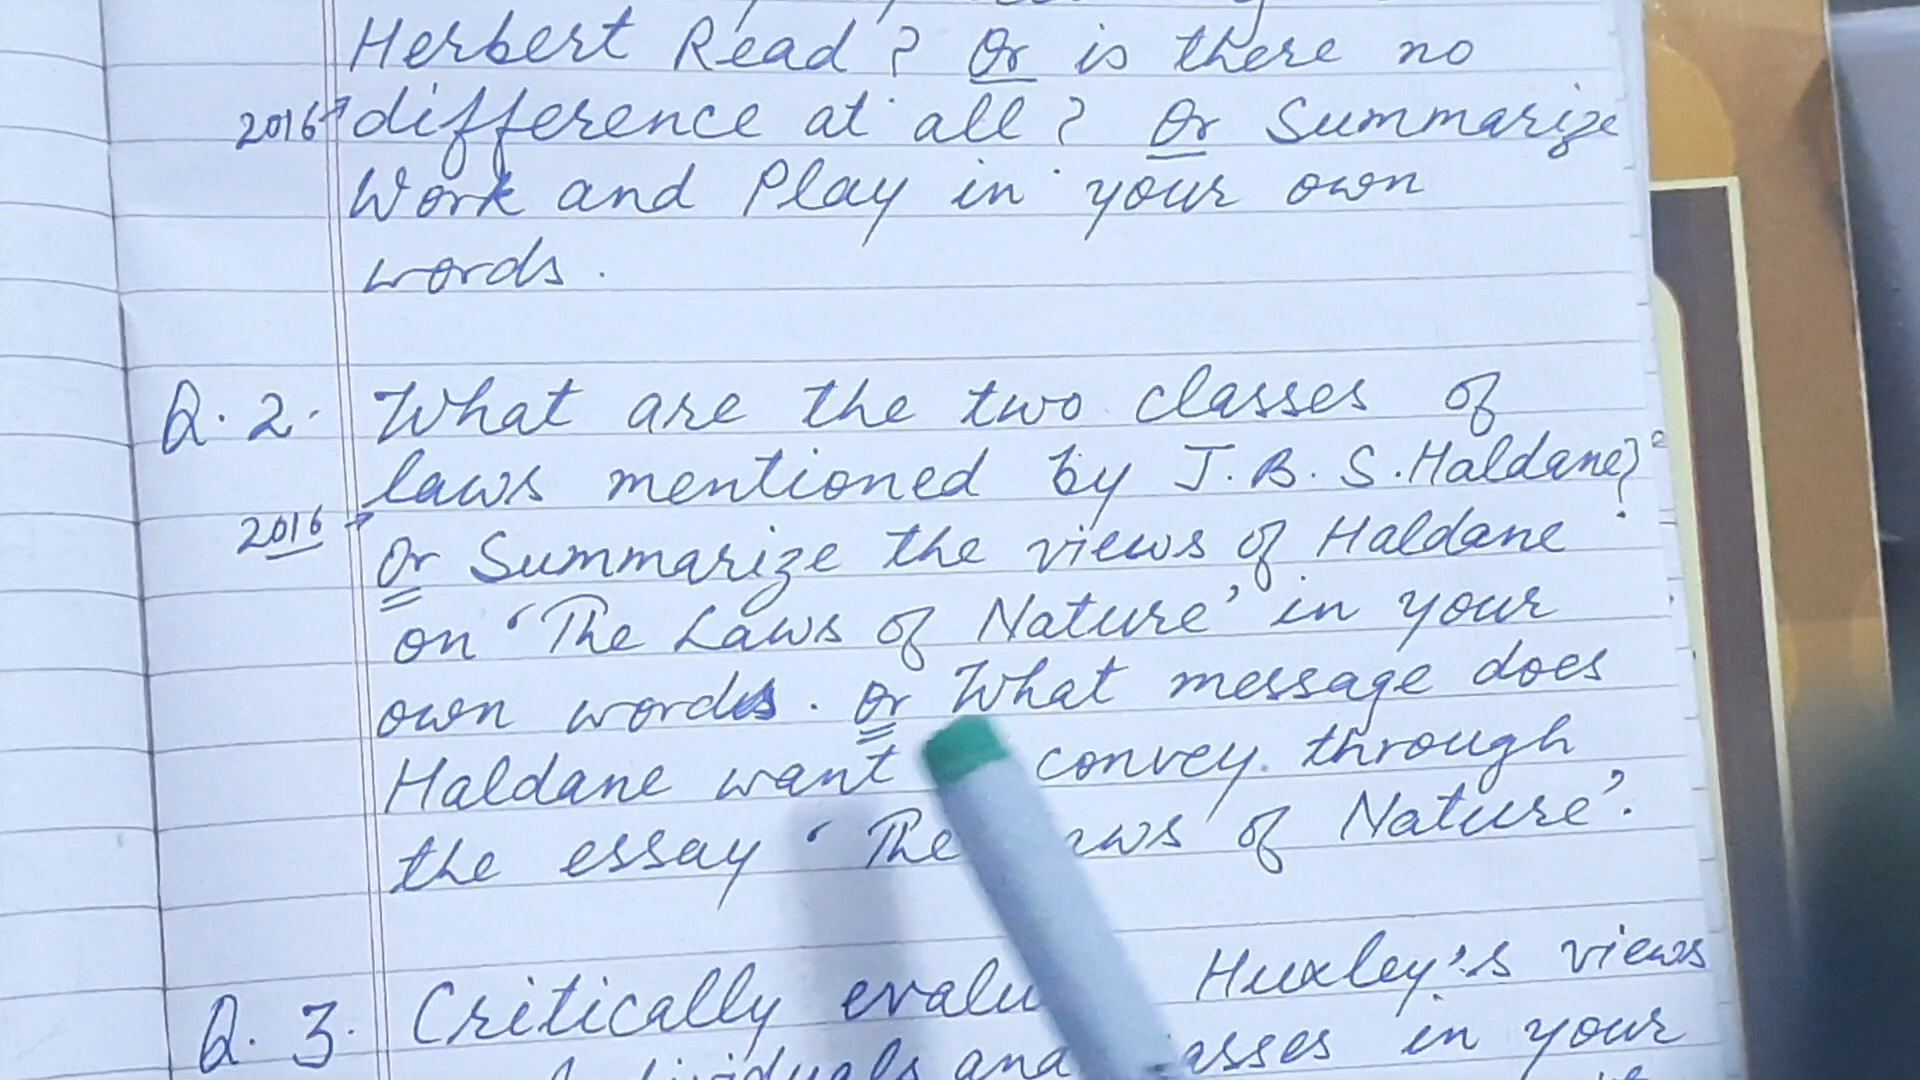 Herbert Read? Or is there no
2016 difference at all? Or Summarize
Work and Play in your own
words.
Q.2. What are the two classes of
laws mentioned by J.B.S. Haldane?
2016
Or Summarize the views of Haldane
on 'The Laws of Nature' in your
own words. Or What message does
Haldane want convey through
the essay 'The of Nature'.
Q.3. Critically Huxley's views
and in your